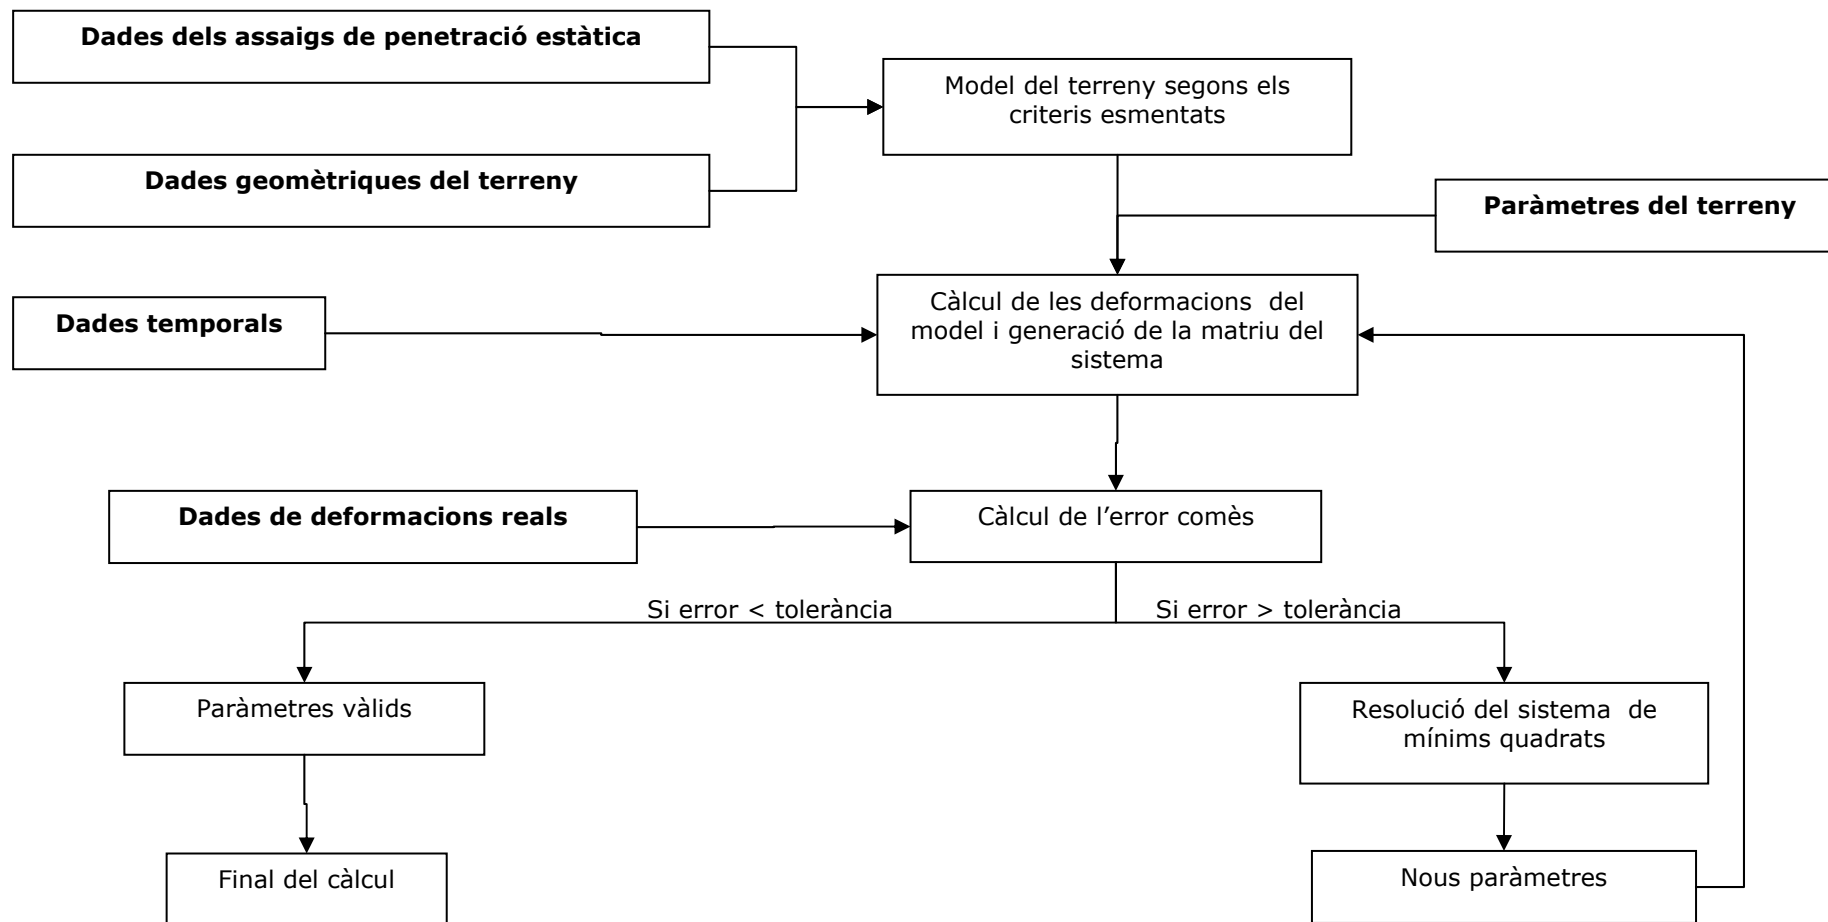 Dades dels assaigs de penetració estàtica
Model del terreny segons els
criteris esmentats
Dades geomètriques del terreny
Paràmetres del terreny
Dades temporals
Càlcul de les deformacions del
model i generació de la matriu del
sistema
Dades de deformacions reals
Càlcul de l’error comès
Si error < tolerància
Si error > tolerància
Paràmetres vàlids
Resolució del sistema de
mínims quadrats
Final del càlcul
Nous paràmetres